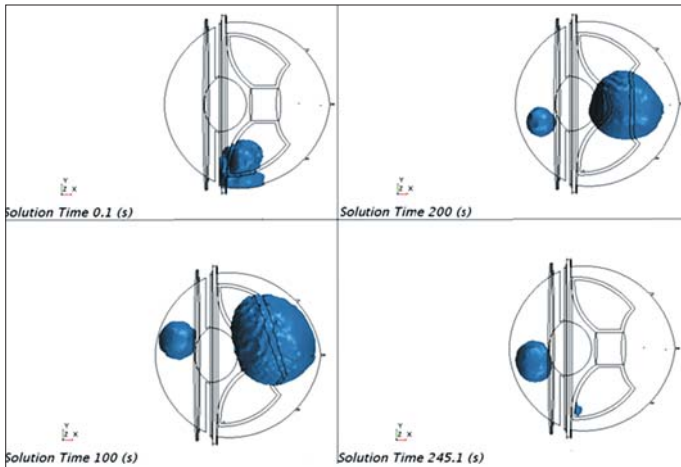 Y
Z X
Solution Time 0.1 (s)
Y
Z X
Solution Time 200 (s)
Y
Z X
Solution Time 100 (s)
Y
Z X
Solution Time 245.1 (s)